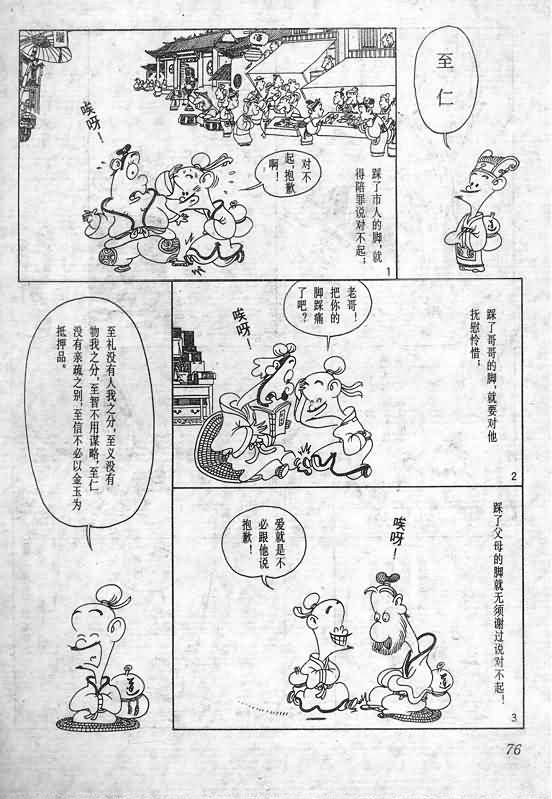 至仁
踩了市人的脚，就
得陪罪说对不起；
对不
起，抱歉
啊！
唉呀！
1
踩了哥哥的脚，就要对他
抚慰怜惜；
老哥！
把你的
脚踩痛
了吧？
唉呀！
2
踩了父母的脚就无须谢过说对不起！
唉呀！
爱就是不
必跟他说
抱歉！
3
至礼没有人我之分，至义没有
物我之分，至智不用谋略，至仁
没有亲疏之别，至信不必以金玉为
抵押品。
道
76